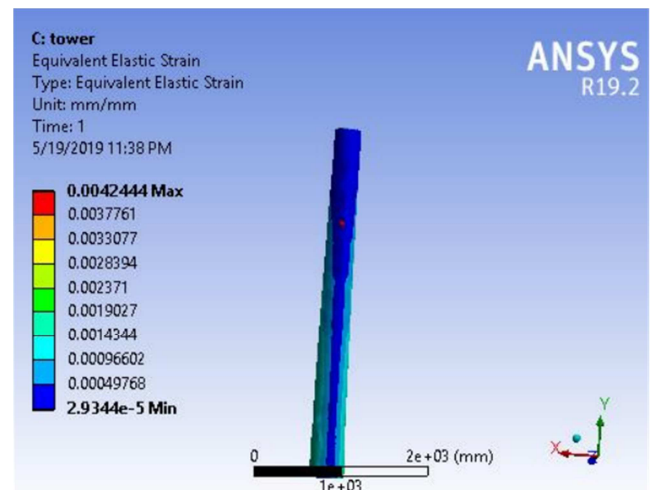 C: tower
Equivalent Elastic Strain
Type: Equivalent Elastic Strain
Unit: mm/mm
Time: 1
5/19/2019 11:38 PM
ANSYS
R19.2
0.0042444 Max
0.0037761
0.0033077
0.0028394
0.002371
0.0019027
0.0014344
0.00096602
0.00049768
2.9344e-5 Min
0
2e+03 (mm)
1e+03
Y
X